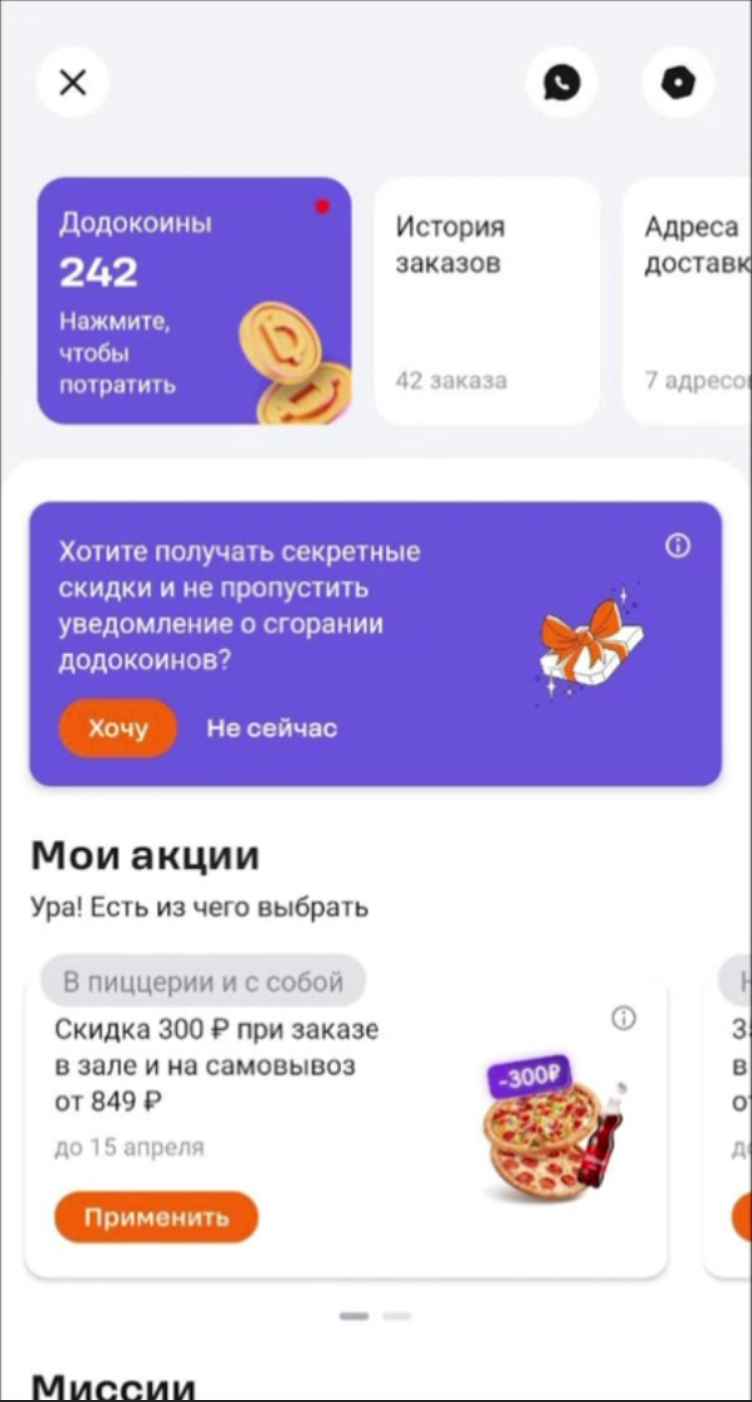 Додокоины
242
Нажмите,
чтобы
потратить
История
заказов
42 заказа
Адреса
доставк
7 адресо
Хотите получать секретные
скидки и не пропустить
уведомление о сгорании
додокоинов?
Хочу
Не сейчас
Мои акции
Ура! Есть из чего выбрать
В пиццерии и с собой
Скидка 300 ₽ при заказе
в зале и на самовывоз
от 849 ₽
до 15 апреля
-300₽
Применить
Миссии